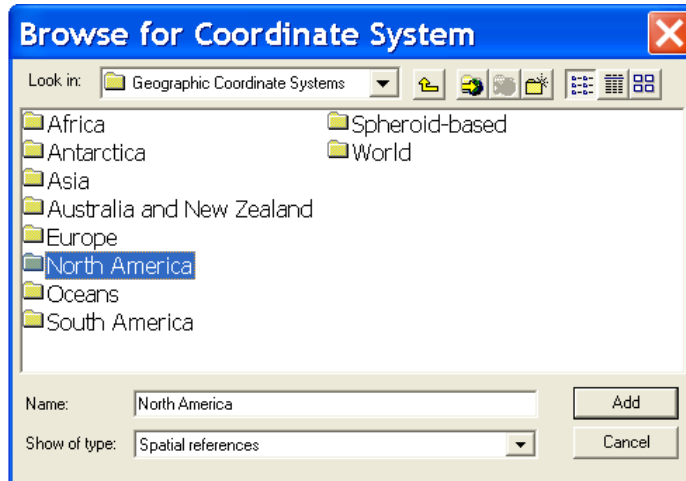 Browse for Coordinate System
Look in: Geographic Coordinate Systems
Africa
Antarctica
Asia
Australia and New Zealand
Europe
North America
Oceans
South America
Spheroid-based
World
Name: North America
Add
Show of type: Spatial references
Cancel